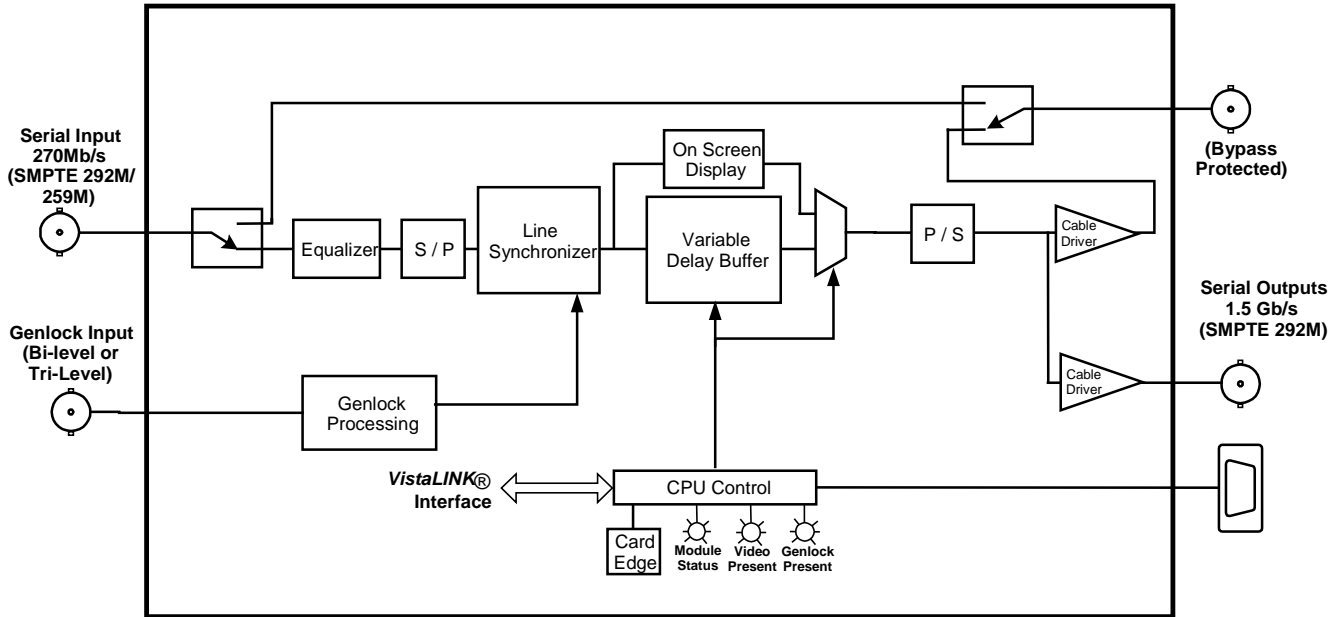 Serial Input
270Mb/s
(SMPTE 292M/
259M)
Genlock Input
(Bi-level or
Tri-Level)
Equalizer
S / P
Line
Synchronizer
On Screen
Display
Variable
Delay Buffer
P / S
Cable
Driver
Cable
Driver
(Bypass
Protected)
Serial Outputs
1.5 Gb/s
(SMPTE 292M)
Genlock
Processing
VistaLINK®
Interface
CPU Control
Card
Edge
Module
Status
Video
Present
Genlock
Present